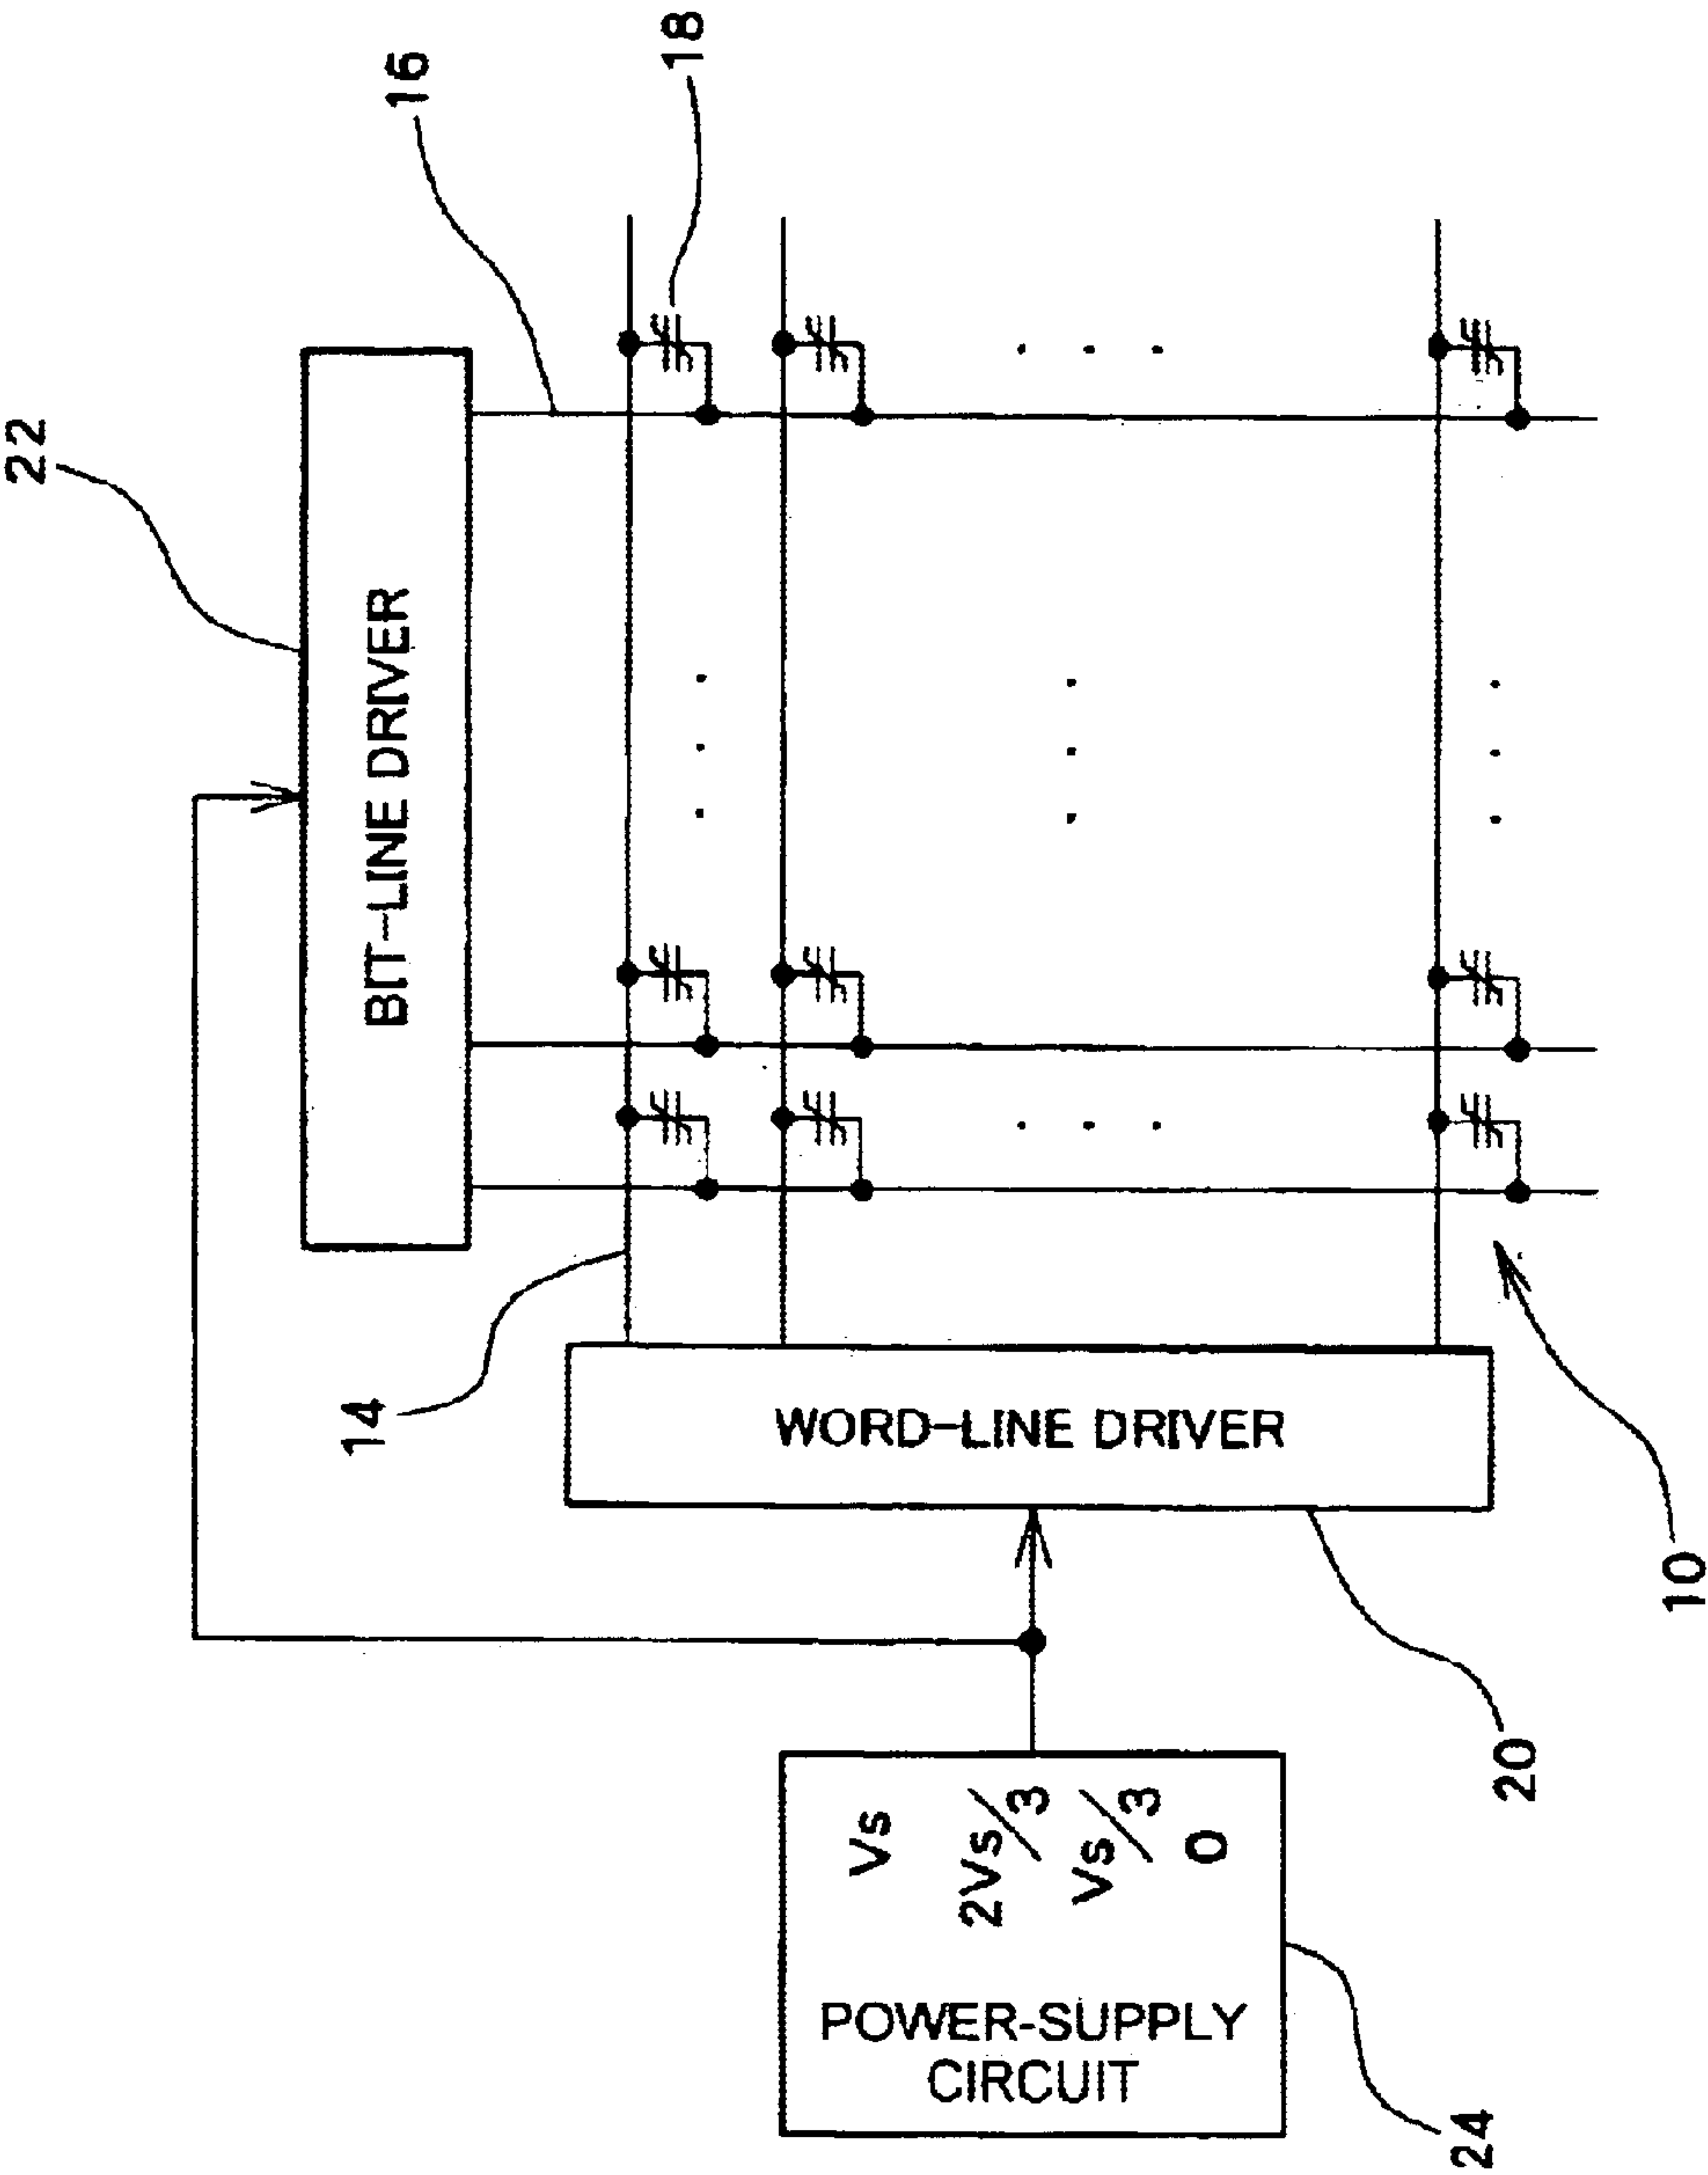 22
16
18
BIT-LINE DRIVER
14
WORD-LINE DRIVER
10
20
Vs
2Vs/3
Vs/3
0
POWER-SUPPLY
CIRCUIT
24